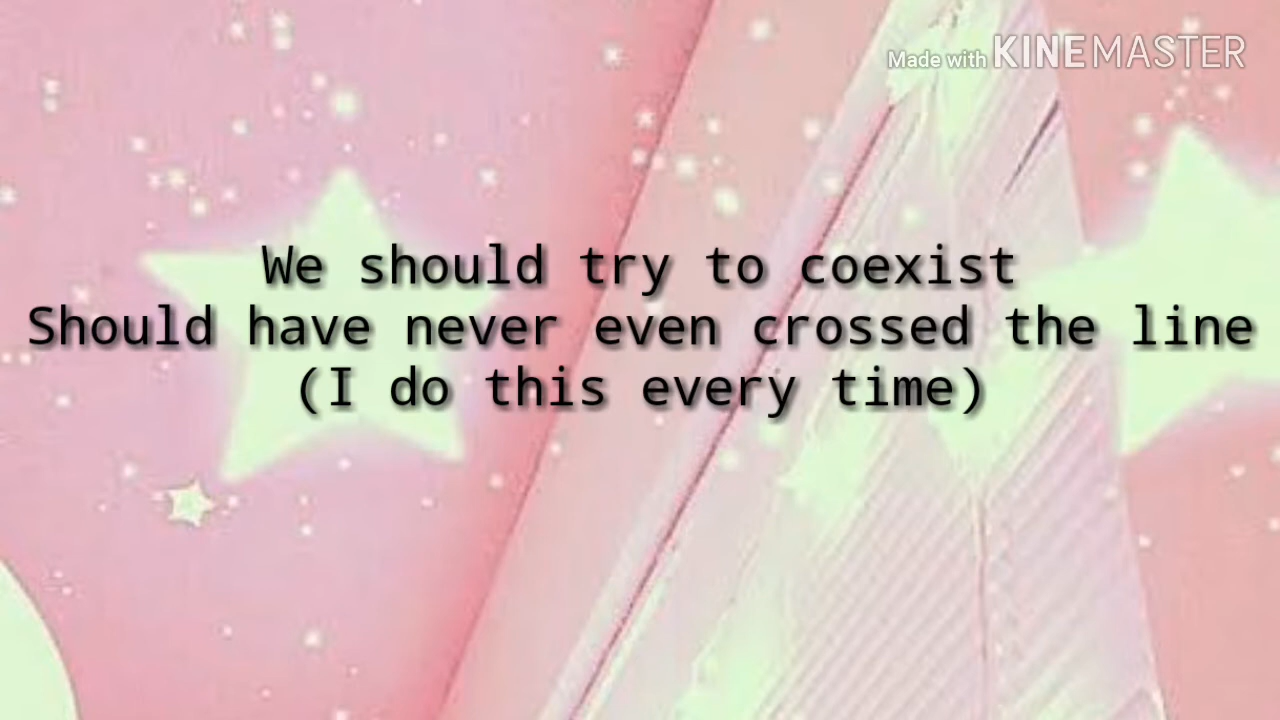 Made with KINEMASTER
We should try to coexist
Should have never even crossed the line
(I do this every time)